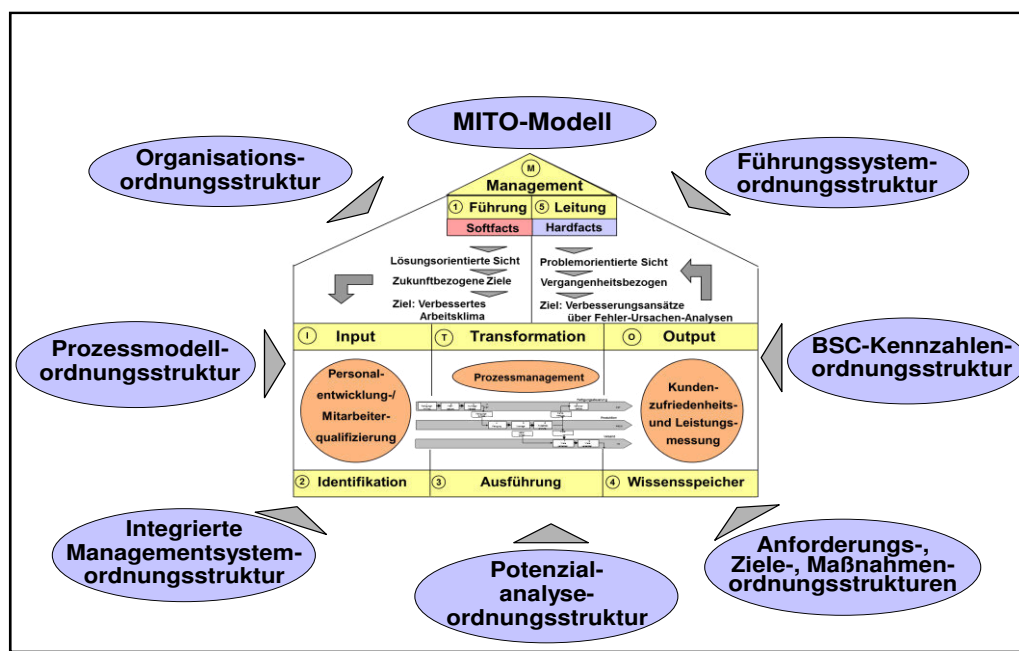 MITO-Modell
Organisations-
ordnungsstruktur
Führungssystem-
ordnungsstruktur
M
Management
1 Führung
5 Leitung
Softfacts
Hardfacts
Lösungsorientierte Sicht
Zukunftbezogene Ziele
Ziel: Verbessertes
Arbeitsklima
Problemorientierte Sicht
Vergangenheitsbezogen
Ziel: Verbesserungsansätze
über Fehler-Ursachen-Analysen
Prozessmodell-
ordnungsstruktur
BSC-Kennzahlen-
ordnungsstruktur
I Input
T Transformation
O Output
Personal-
entwicklung-/
Mitarbeiter-
qualifizierung
Prozessmanagement
Kunden-
zufriedenheits-
und Leistungs-
messung
2 Identifikation
3 Ausführung
4 Wissensspeicher
Integrierte
Managementsystem-
ordnungsstruktur
Potenzial-
analyse-
ordnungsstruktur
Anforderungs-,
Ziele-, Maßnahmen-
ordnungsstrukturen